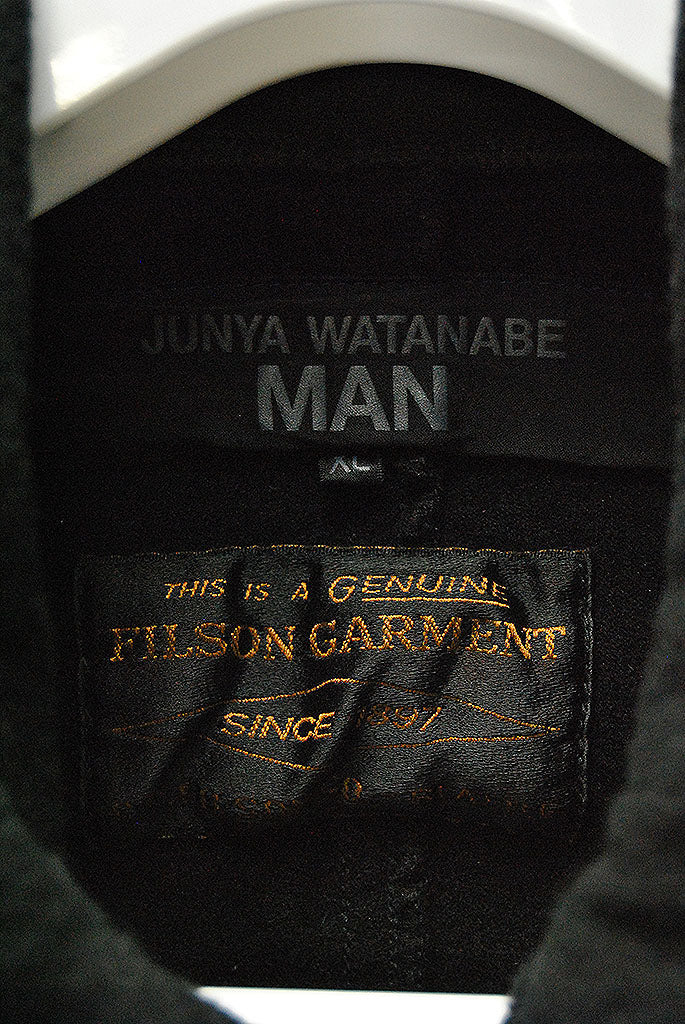 JUNYA WATANABE
MAN
XL
THIS IS A GENUINE
FILSON GARMENT
SINCE 1897